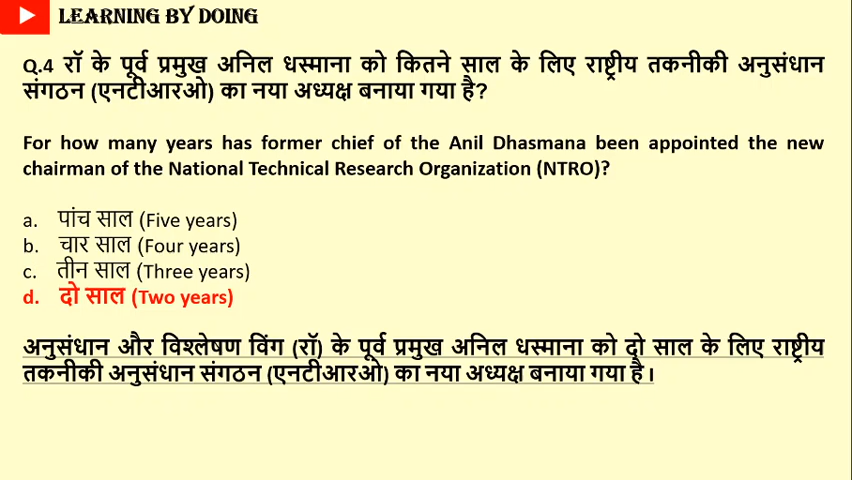 LEARNING BY DOING
Q.4 रॉ के पूर्व प्रमुख अनिल धस्माना को कितने साल के लिए राष्ट्रीय तकनीकी अनुसंधान
संगठन (एनटीआरओ) का नया अध्यक्ष बनाया गया है?
For how many years has former chief of the Anil Dhasmana been appointed the new
chairman of the National Technical Research Organization (NTRO)?
a. पांच साल (Five years)
b. चार साल (Four years)
c. तीन साल (Three years)
d. दो साल (Two years)
अनुसंधान और विश्लेषण विंग (रॉ) के पूर्व प्रमुख अनिल धस्माना को दो साल के लिए राष्ट्रीय
तकनीकी अनुसंधान संगठन (एनटीआरओ) का नया अध्यक्ष बनाया गया है।